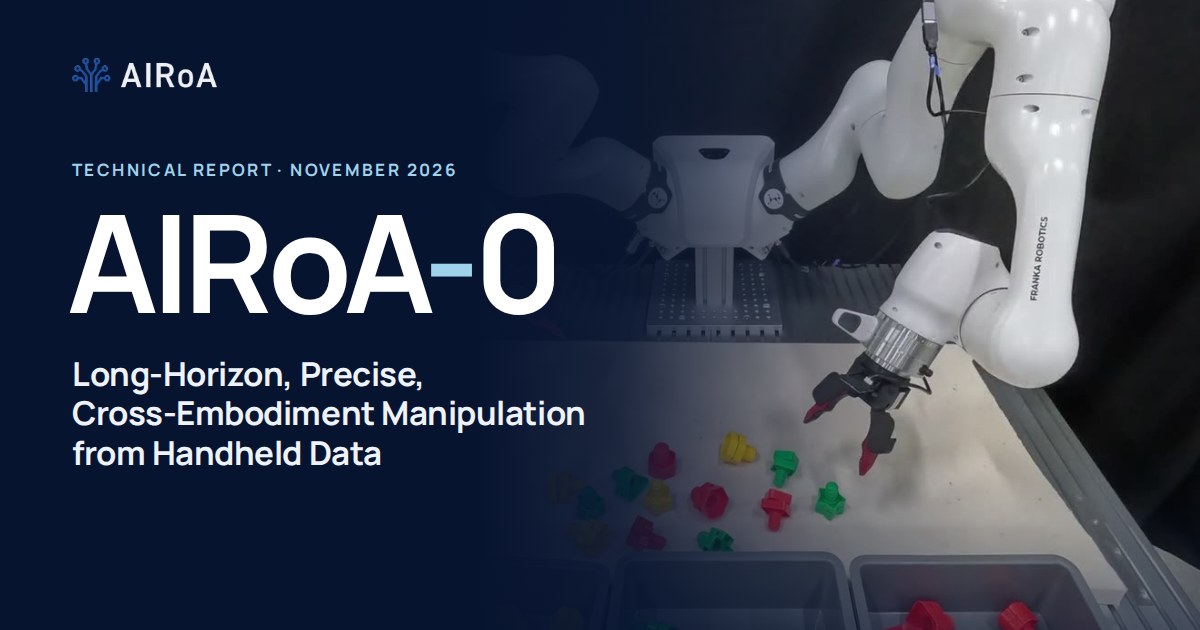 AIRoA
TECHNICAL REPORT · NOVEMBER 2026
AIRoA-0
Long-Horizon, Precise,
Cross-Embodiment Manipulation
from Handheld Data
FRANKA ROBOTICS